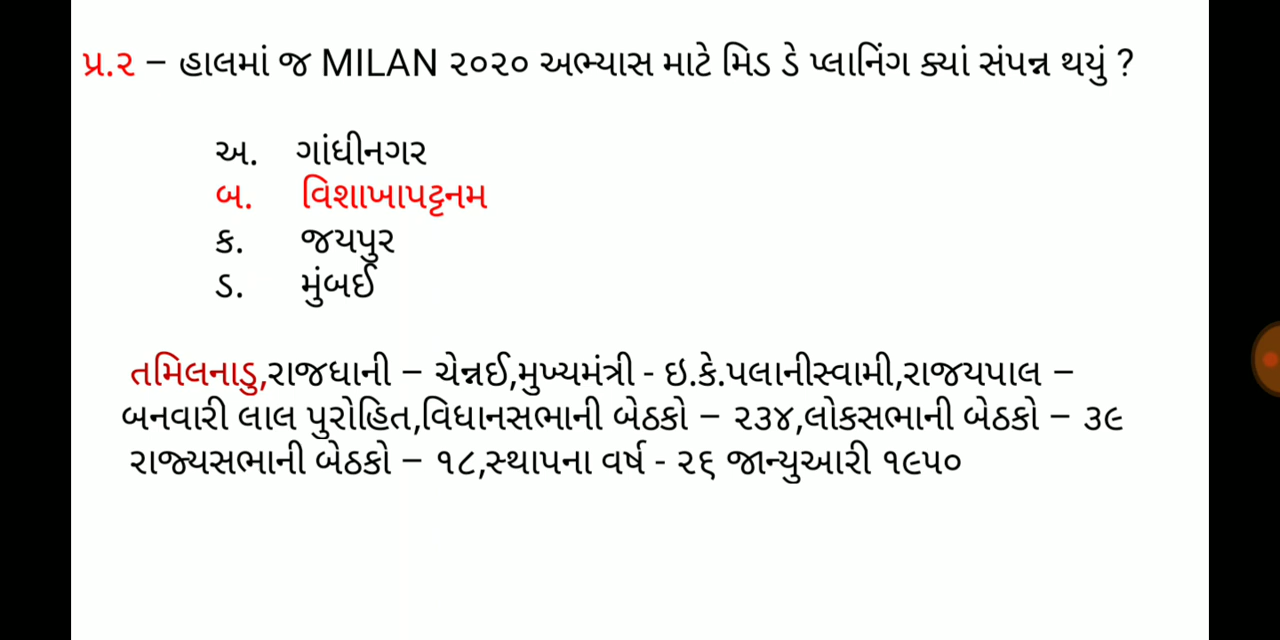 પ્ર.૨ – હાલમાં જ MILAN ૨૦૨૦ અભ્યાસ માટે મિડ ડે પ્લાનિંગ ક્યાં સંપન્ન થયું ?
અ. ગાંધીનગર
બ. વિશાખાપટ્ટનમ
ક. જયપુર
ડ. મુંબઈ
તમિલનાડુ,રાજધાની – ચેન્નઈ,મુખ્યમંત્રી - ઇ.કે.પલાનીસ્વામી,રાજયપાલ –
બનવારી લાલ પુરોહિત,વિધાનસભાની બેઠકો – ૨૩૪,લોકસભાની બેઠકો – ૩૯
રાજ્યસભાની બેઠકો – ૧૮,સ્થાપના વર્ષ - ૨૬ જાન્યુઆરી ૧૯૫૦